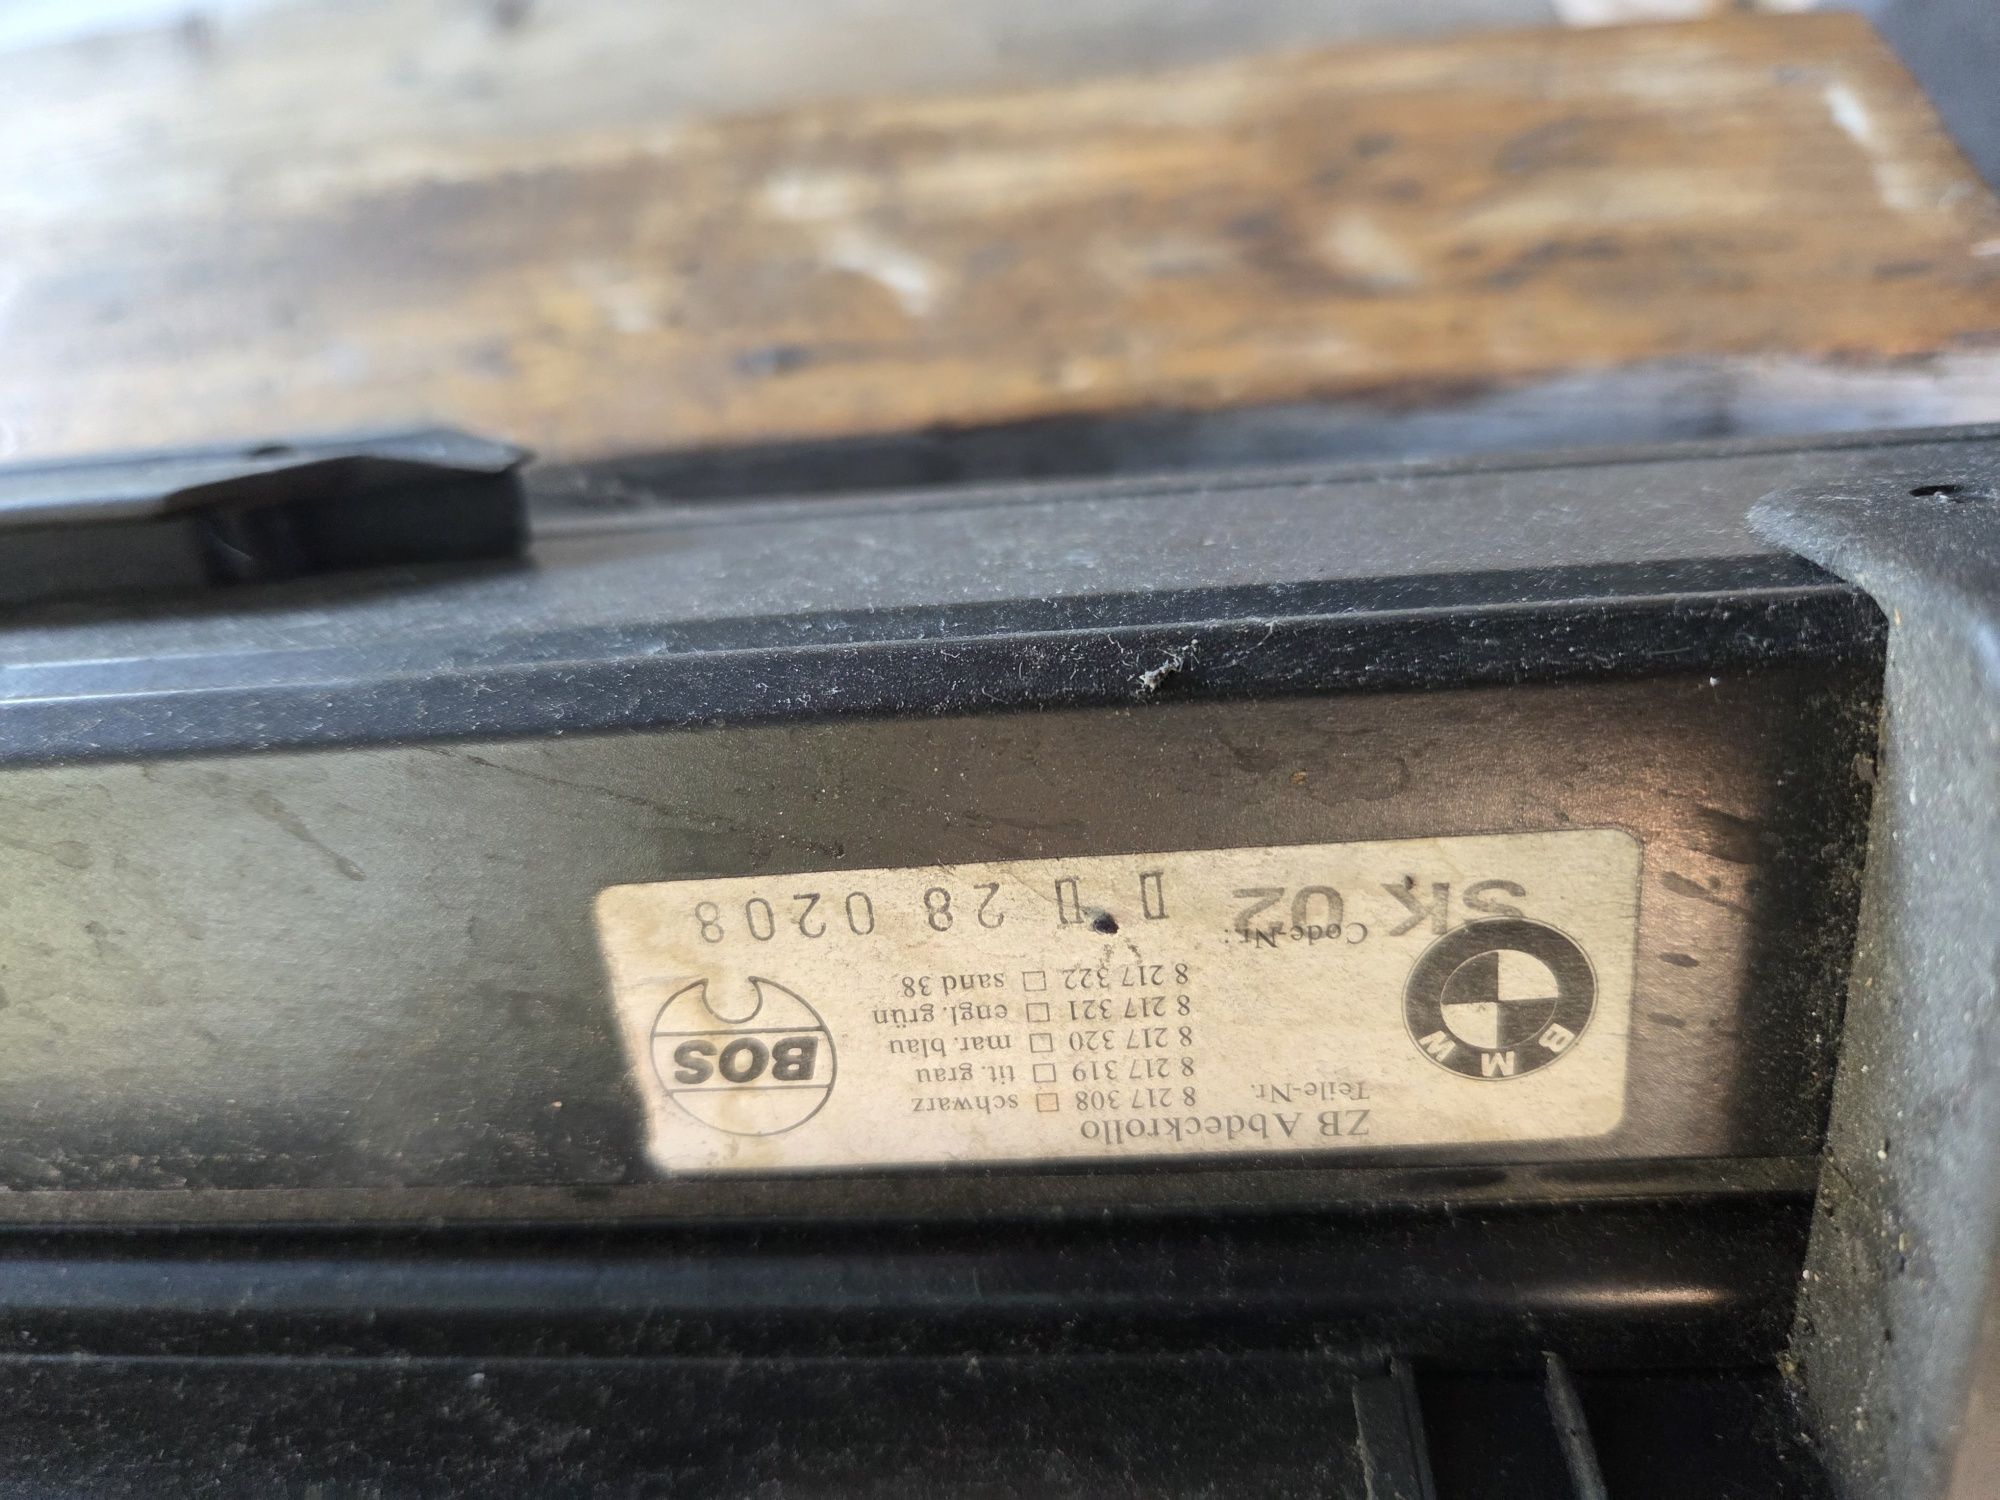 ZB Abdeckrollo
Teile-Nr.
8 217 308 □ schwarz
8 217 319 □ tit. grau
8 217 320 □ mar. blau
8 217 321 □ engl. grün
8 217 322 □ sand 38
Code-Nr.:
SK 02
28 0208
BMW
BOS